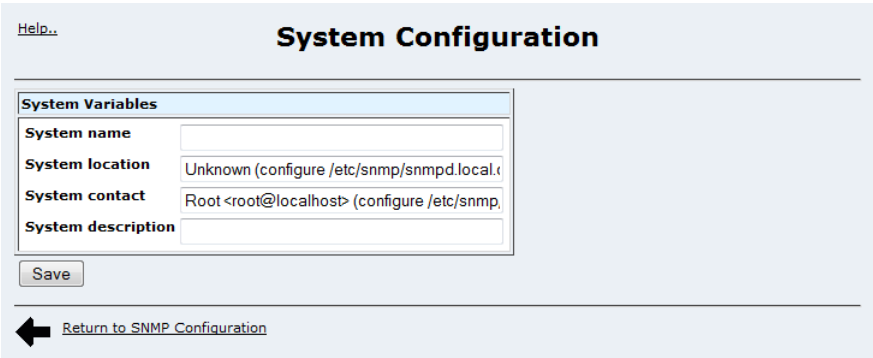 Help..
System Configuration
System Variables
System name
System location Unknown (configure /etc/snmp/snmpd.local.c
System contact Root <root@localhost> (configure /etc/snmp,
System description
Save
Return to SNMP Configuration